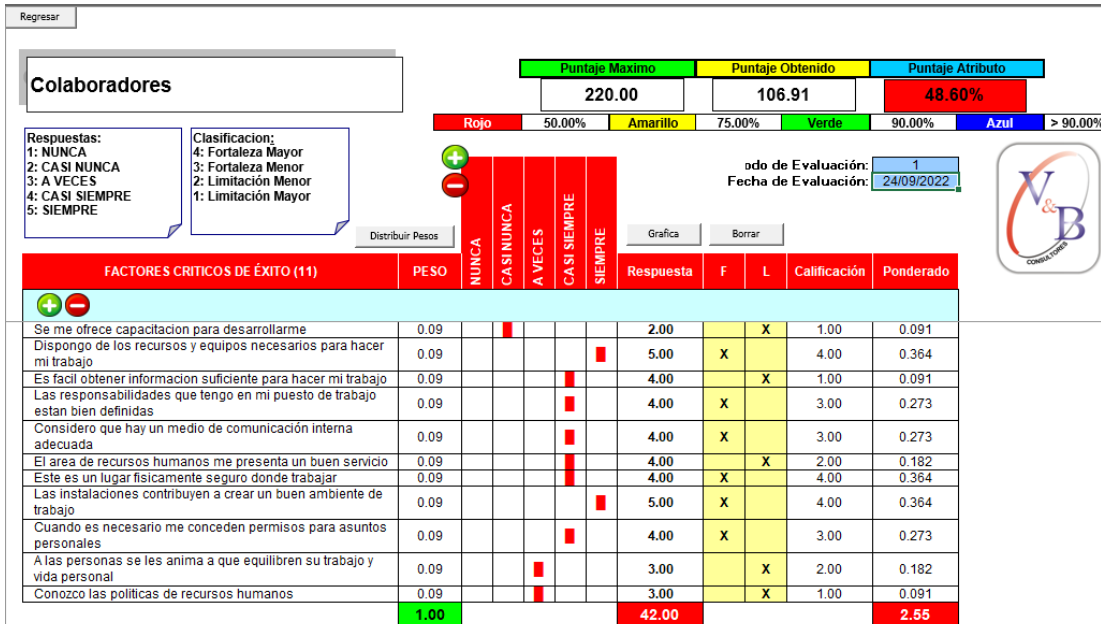 Regresar
Colaboradores
Puntaje Maximo Puntaje Obtenido Puntaje Atributo
220.00 106.91 48.60%
Rojo 50.00% Amarillo 75.00% Verde 90.00% Azul > 90.00%
Respuestas:
1: NUNCA
2: CASI NUNCA
3: A VECES
4: CASI SIEMPRE
5: SIEMPRE
Clasificacion:
4: Fortaleza Mayor
3: Fortaleza Menor
2: Limitación Menor
1: Limitación Mayor
odo de Evaluación: 1
Fecha de Evaluación: 24/09/2022
V&B
CONSULTORES
Distribuir Pesos
Grafica Borrar
FACTORES CRITICOS DE ÉXITO (11) PESO NUNCA CASI NUNCA A VECES CASI SIEMPRE SIEMPRE Respuesta F L Calificación Ponderado
Se me ofrece capacitacion para desarrollarme 0.09 2.00 X 1.00 0.091
Dispongo de los recursos y equipos necesarios para hacer
mi trabajo 0.09 5.00 X 4.00 0.364
Es facil obtener informacion suficiente para hacer mi trabajo 0.09 4.00 X 1.00 0.091
Las responsabilidades que tengo en mi puesto de trabajo
estan bien definidas 0.09 4.00 X 3.00 0.273
Considero que hay un medio de comunicación interna
adecuada 0.09 4.00 X 3.00 0.273
El area de recursos humanos me presenta un buen servicio 0.09 4.00 X 2.00 0.182
Este es un lugar fisicamente seguro donde trabajar 0.09 4.00 X 4.00 0.364
Las instalaciones contribuyen a crear un buen ambiente de
trabajo 0.09 5.00 X 4.00 0.364
Cuando es necesario me conceden permisos para asuntos
personales 0.09 4.00 X 3.00 0.273
A las personas se les anima a que equilibren su trabajo y
vida personal 0.09 3.00 X 2.00 0.182
Conozco las politicas de recursos humanos 0.09 3.00 X 1.00 0.091
1.00 42.00 2.55